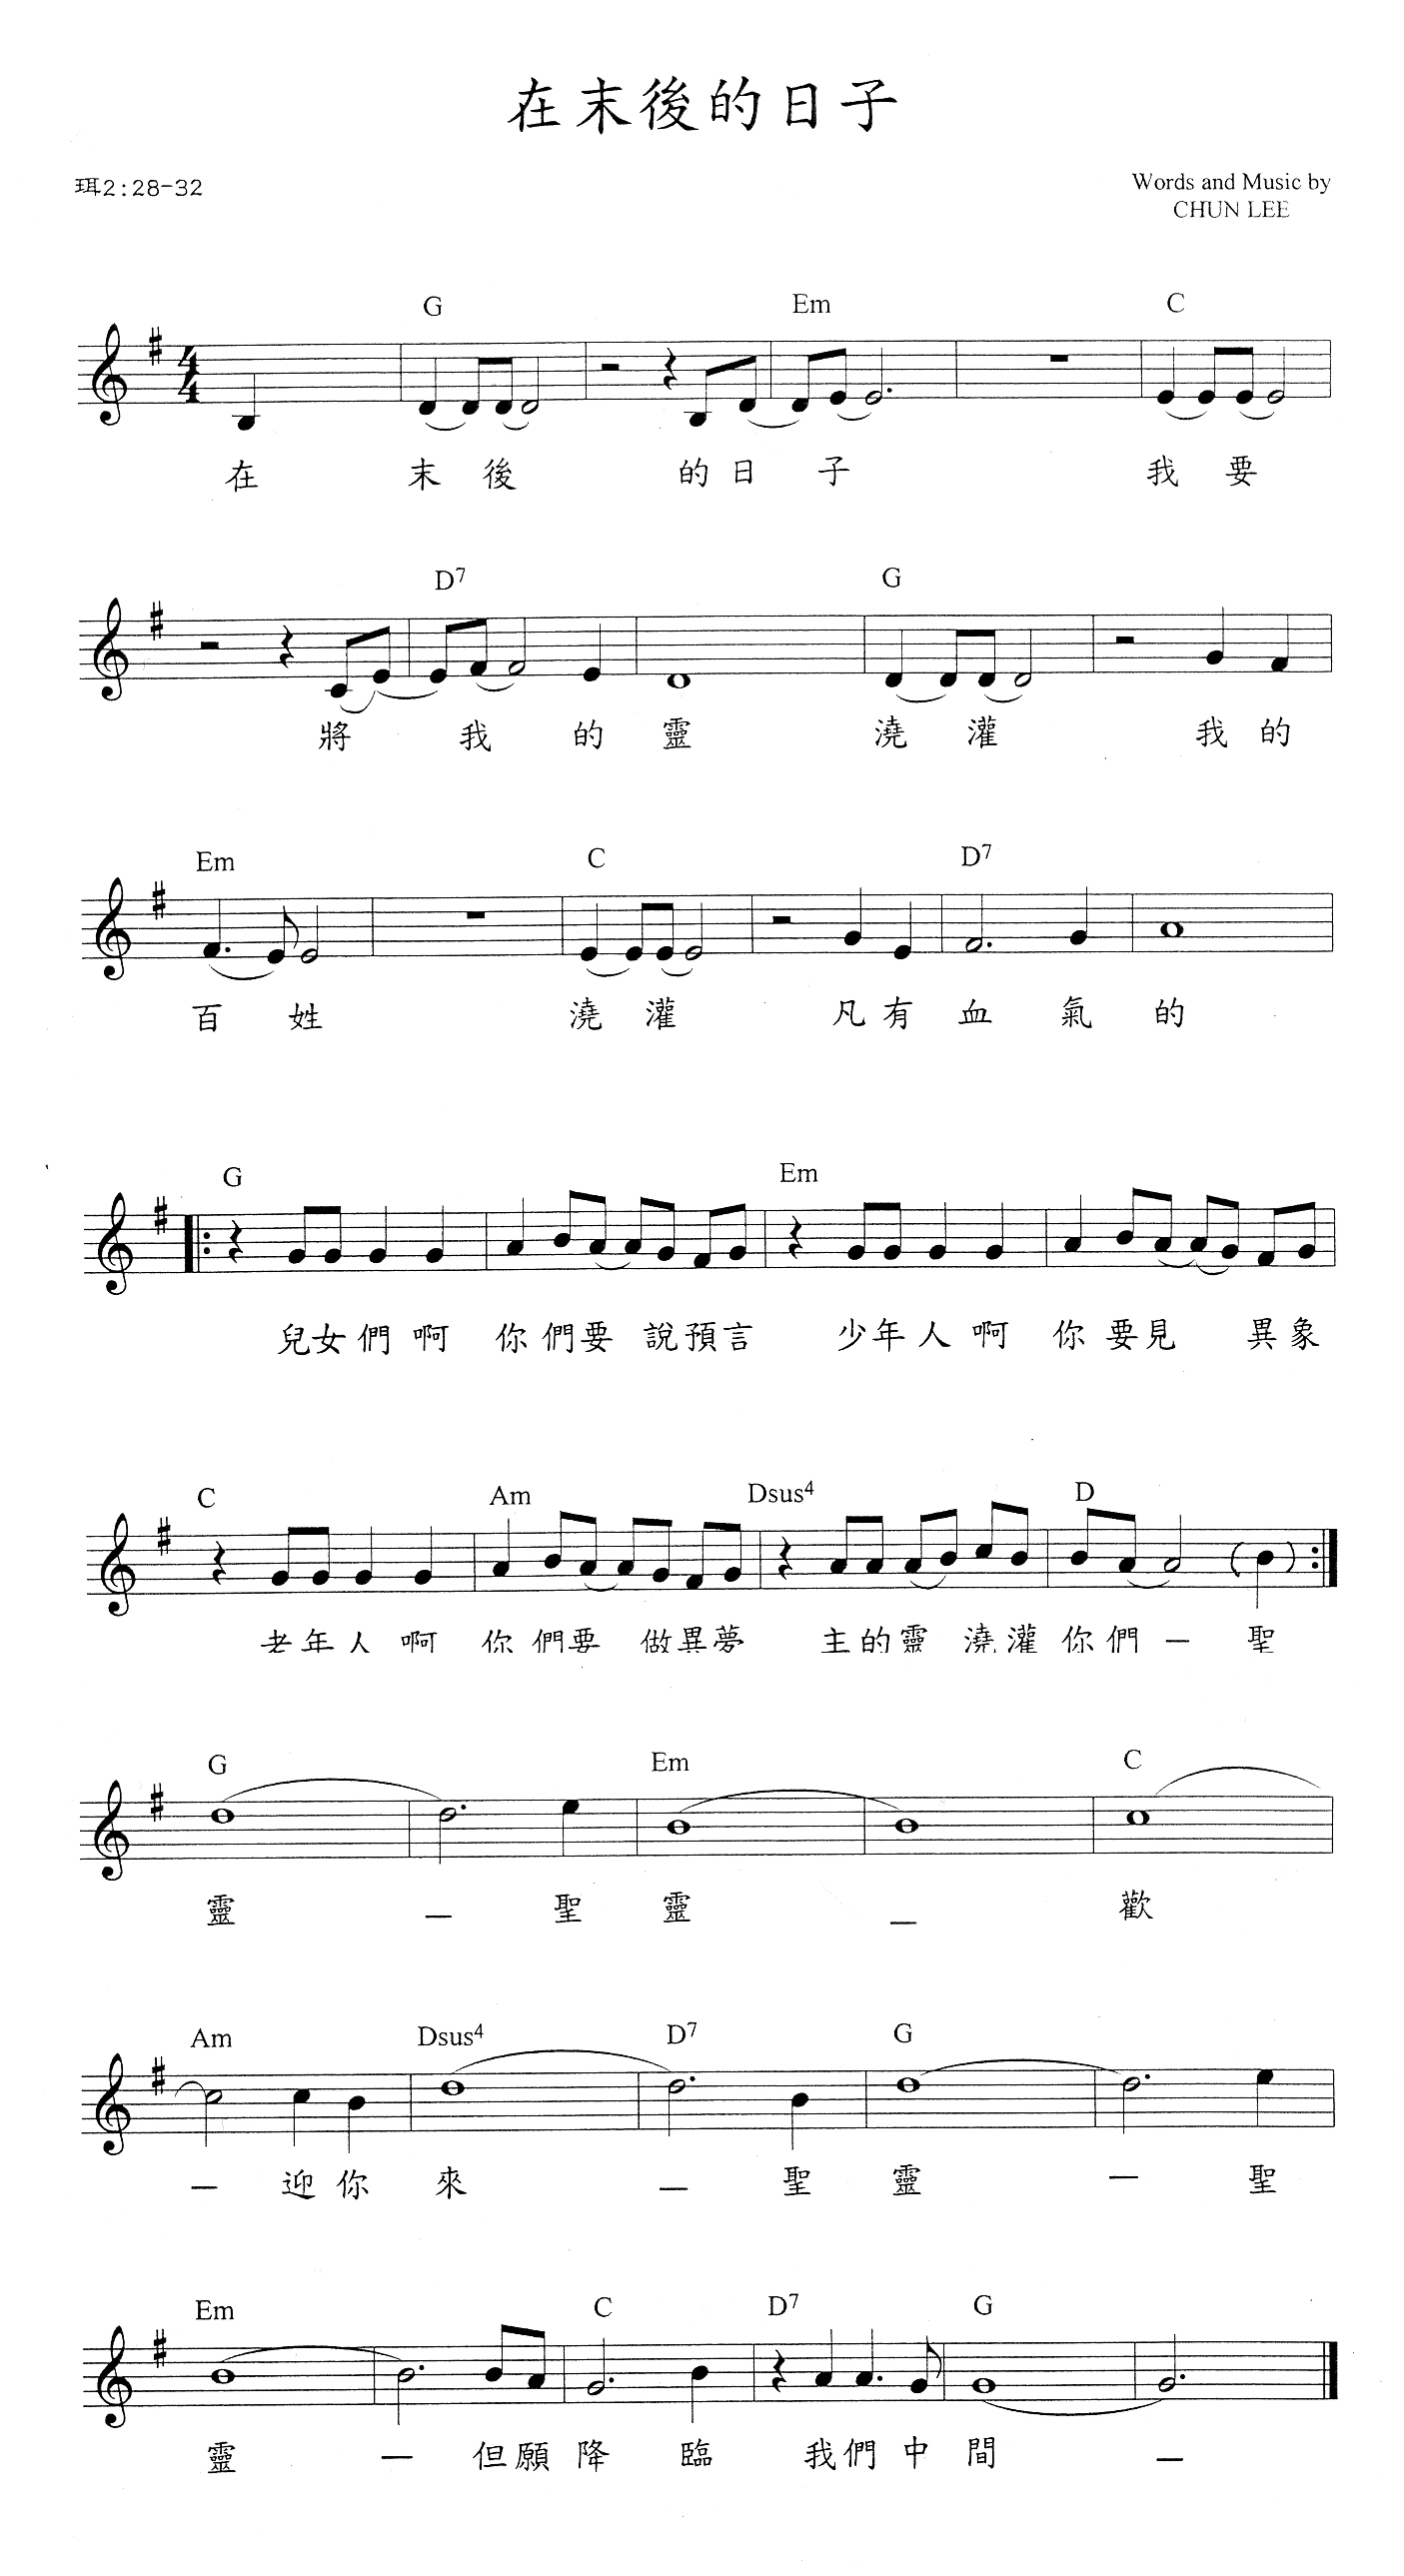 在末後的日子
珥2:28-32
Words and Music by
CHUN LEE
G Em C
在 末 後 的 日 子 我 要
D7 G
將 我 的 靈 澆 灌 我 的
Em C D7
百 姓 澆 灌 凡 有 血 氣 的
G Em
兒女們 啊 你們要 說預言 少年人 啊 你 要見 異象
C Am Dsus4 D
老年人 啊 你 們要 做異夢 主的靈 澆灌 你們 — 聖
G Em C
靈 — 聖 靈 — 歡
Am Dsus4 D7 G
— 迎 你 來 — 聖 靈 — 聖
Em C D7 G
靈 — 但願 降 臨 我們 中 間 —